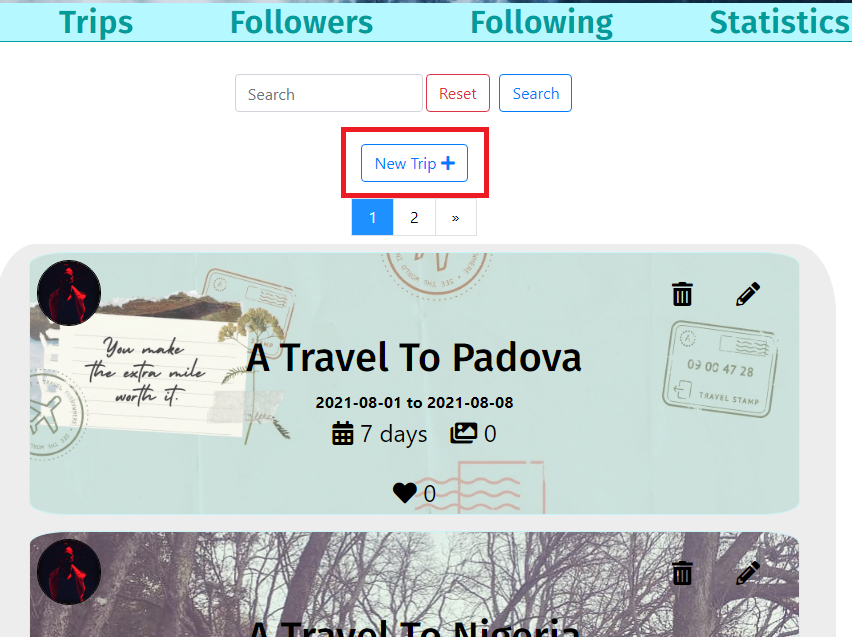 Trips Followers Following Statistics
Search Reset Search
New Trip
1 2 »
You make
the extra mile
worth it.
A Travel To Padova
09 00 47 28
TRAVEL STAMP
2021-08-01 to 2021-08-08
7 days 0
0
A Travel To Nigeria